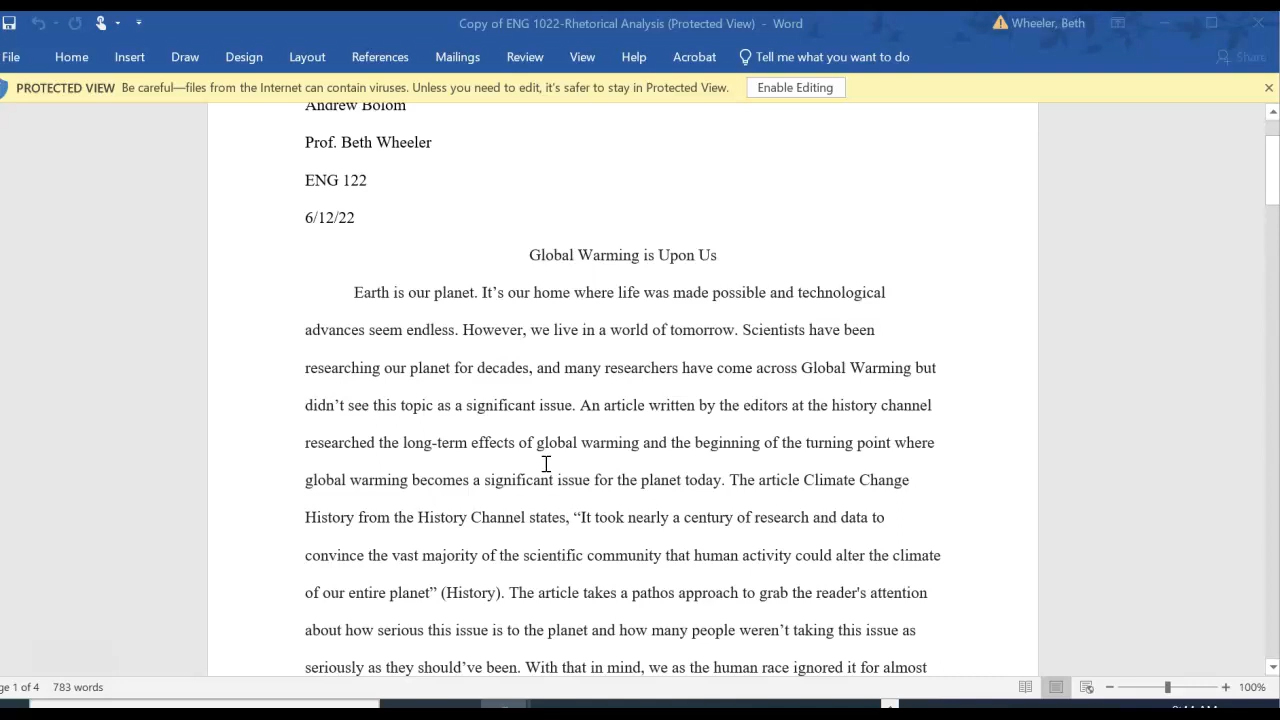 Copy of ENG 1022-Rhetorical Analysis (Protected View) - Word
Wheeler, Beth
File Home Insert Draw Design Layout References Mailings Review View Help Acrobat Tell me what you want to do Share
PROTECTED VIEW Be careful—files from the Internet can contain viruses. Unless you need to edit, it's safer to stay in Protected View. Enable Editing
Andrew Bolom
Prof. Beth Wheeler
ENG 122
6/12/22
Global Warming is Upon Us
Earth is our planet. It’s our home where life was made possible and technological
advances seem endless. However, we live in a world of tomorrow. Scientists have been
researching our planet for decades, and many researchers have come across Global Warming but
didn’t see this topic as a significant issue. An article written by the editors at the history channel
researched the long-term effects of global warming and the beginning of the turning point where
global warming becomes a significant issue for the planet today. The article Climate Change
History from the History Channel states, “It took nearly a century of research and data to
convince the vast majority of the scientific community that human activity could alter the climate
of our entire planet” (History). The article takes a pathos approach to grab the reader's attention
about how serious this issue is to the planet and how many people weren’t taking this issue as
seriously as they should’ve been. With that in mind, we as the human race ignored it for almost
ge 1 of 4 783 words 100%